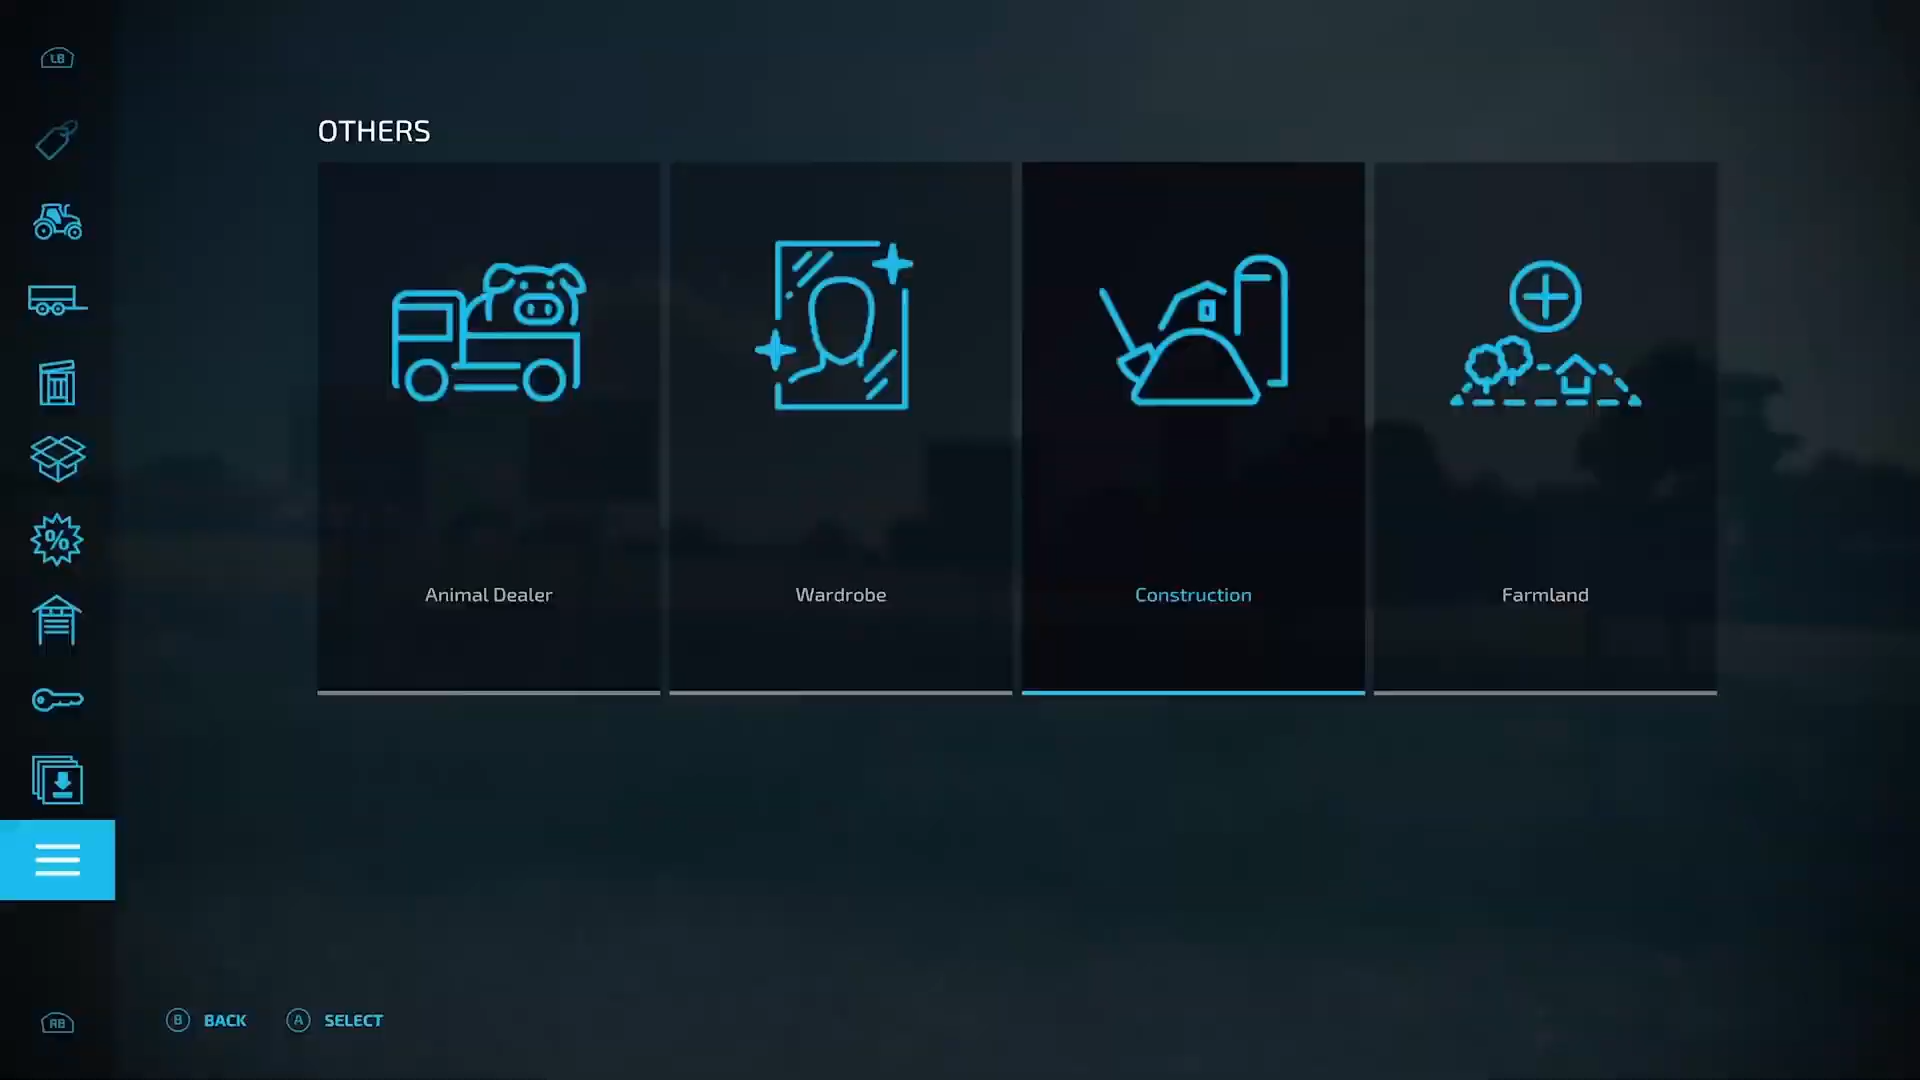 LB
OTHERS
%
Animal Dealer
Wardrobe
Construction
Farmland
RB
B BACK A SELECT